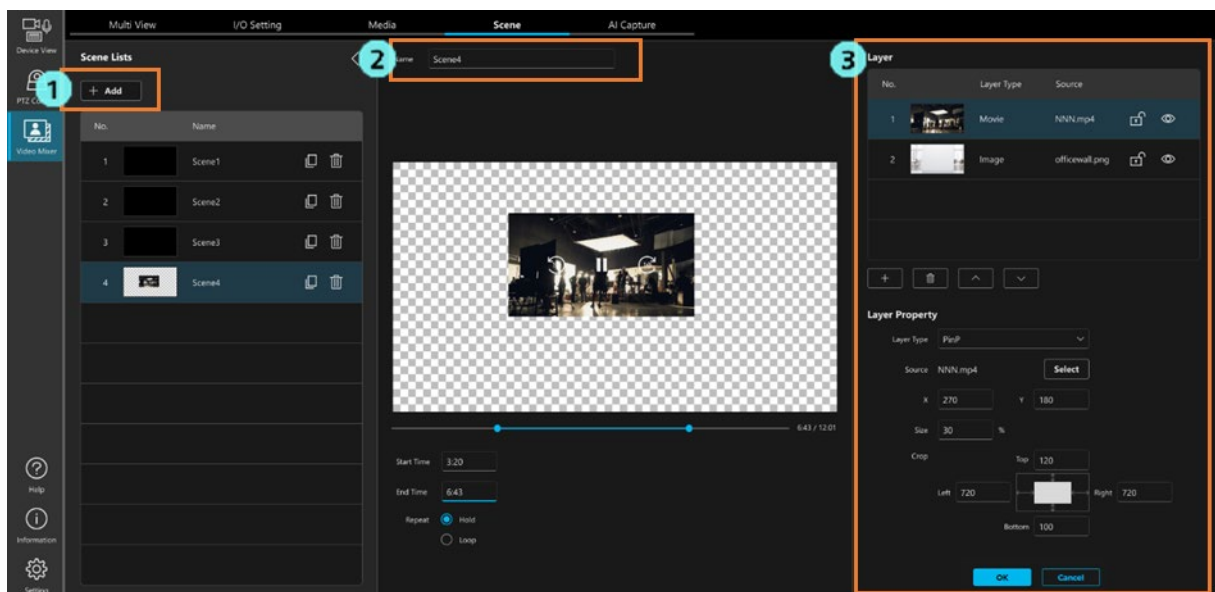 Multi View I/O Setting Media Scene AI Capture
Device View
Video Mixer
Help
Information
Setting
Scene Lists
1
+ Add
No. Name
1 Scene1
2 Scene2
3 Scene3
4 Scene4
2
Name Scene4
6:43 / 12:01
Start Time 3:20
End Time 6:43
Repeat Hold
Loop
3
Layer
No. Layer Type Source
1 Movie NNN.mp4
2 Image officewall.png
Layer Property
Layer Type PinP
Source NNN.mp4 Select
X 270 Y 180
Size 30 %
Crop Top 120
Left 720 Right 720
Bottom 100
OK Cancel